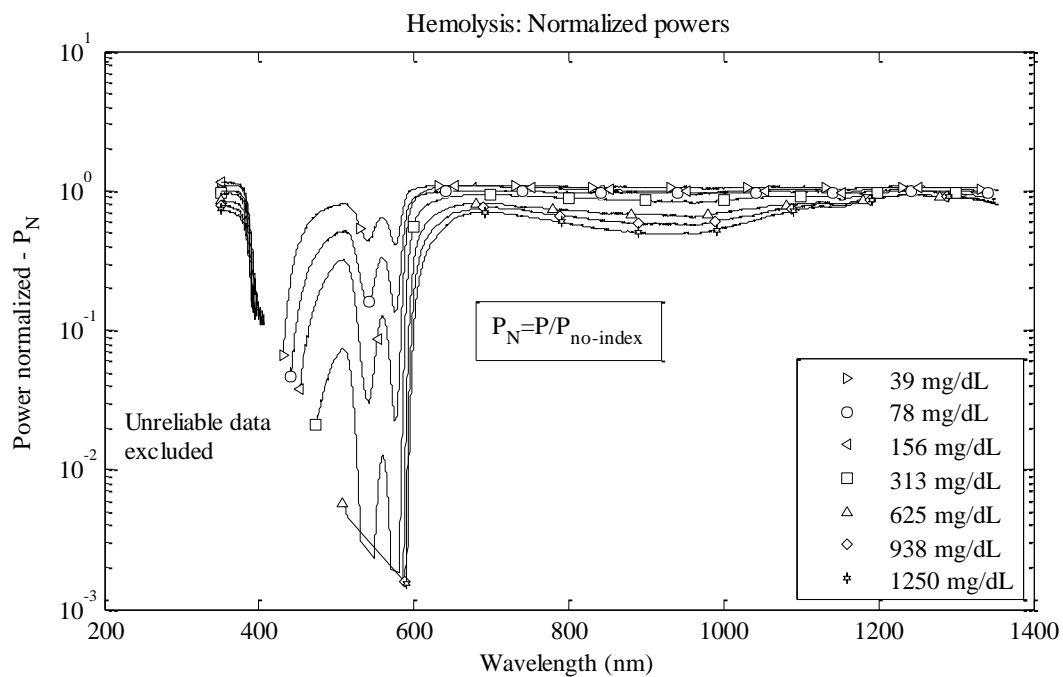 Hemolysis: Normalized powers
10^1
10^0
10^-1
10^-2
10^-3
Power normalized - P_N
P_N=P/P_no-index
Unreliable data
excluded
39 mg/dL
78 mg/dL
156 mg/dL
313 mg/dL
625 mg/dL
938 mg/dL
1250 mg/dL
200 400 600 800 1000 1200 1400
Wavelength (nm)